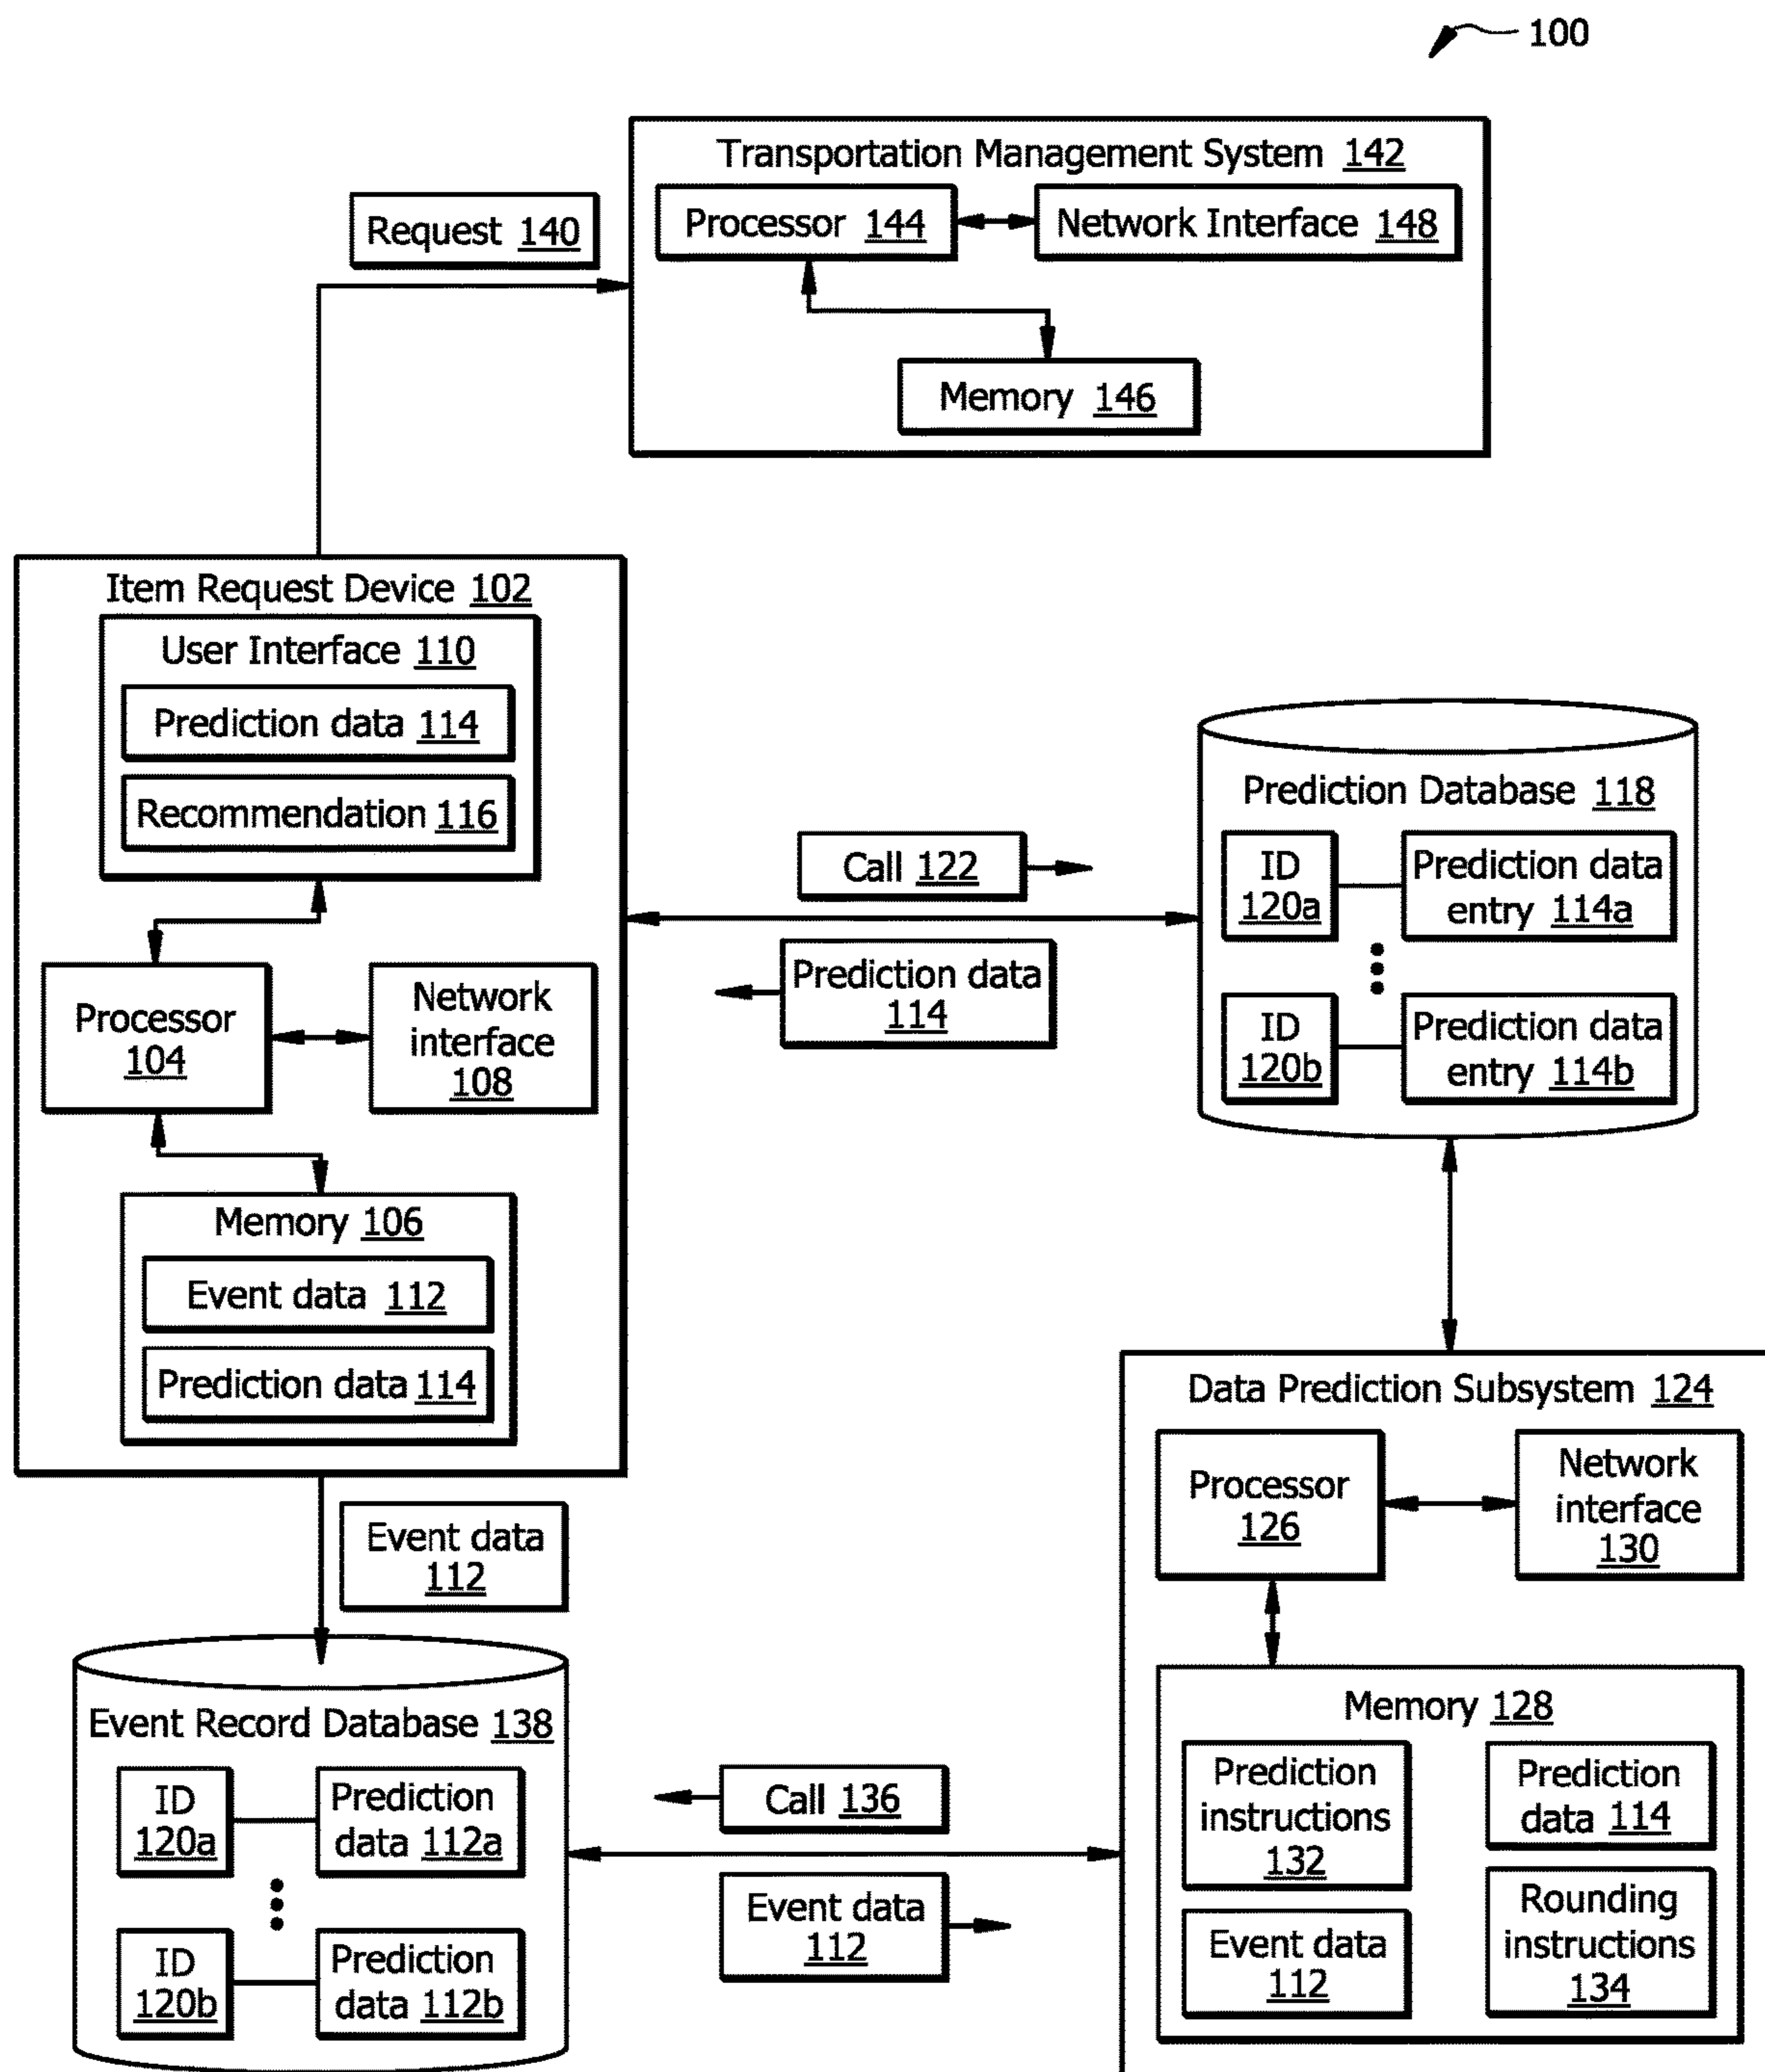 100
Transportation Management System 142
Request 140
Processor 144
Network Interface 148
Memory 146
Item Request Device 102
User Interface 110
Prediction data 114
Recommendation 116
Processor
104
Network
interface
108
Memory 106
Event data 112
Prediction data 114
Call 122
Prediction data
114
Prediction Database 118
ID
120a
Prediction data
entry 114a
ID
120b
Prediction data
entry 114b
Data Prediction Subsystem 124
Processor
126
Network
interface
130
Memory 128
Prediction
instructions
132
Prediction
data 114
Event data
112
Rounding
instructions
134
Event data
112
Event Record Database 138
ID
120a
Prediction
data 112a
ID
120b
Prediction
data 112b
Call 136
Event data
112